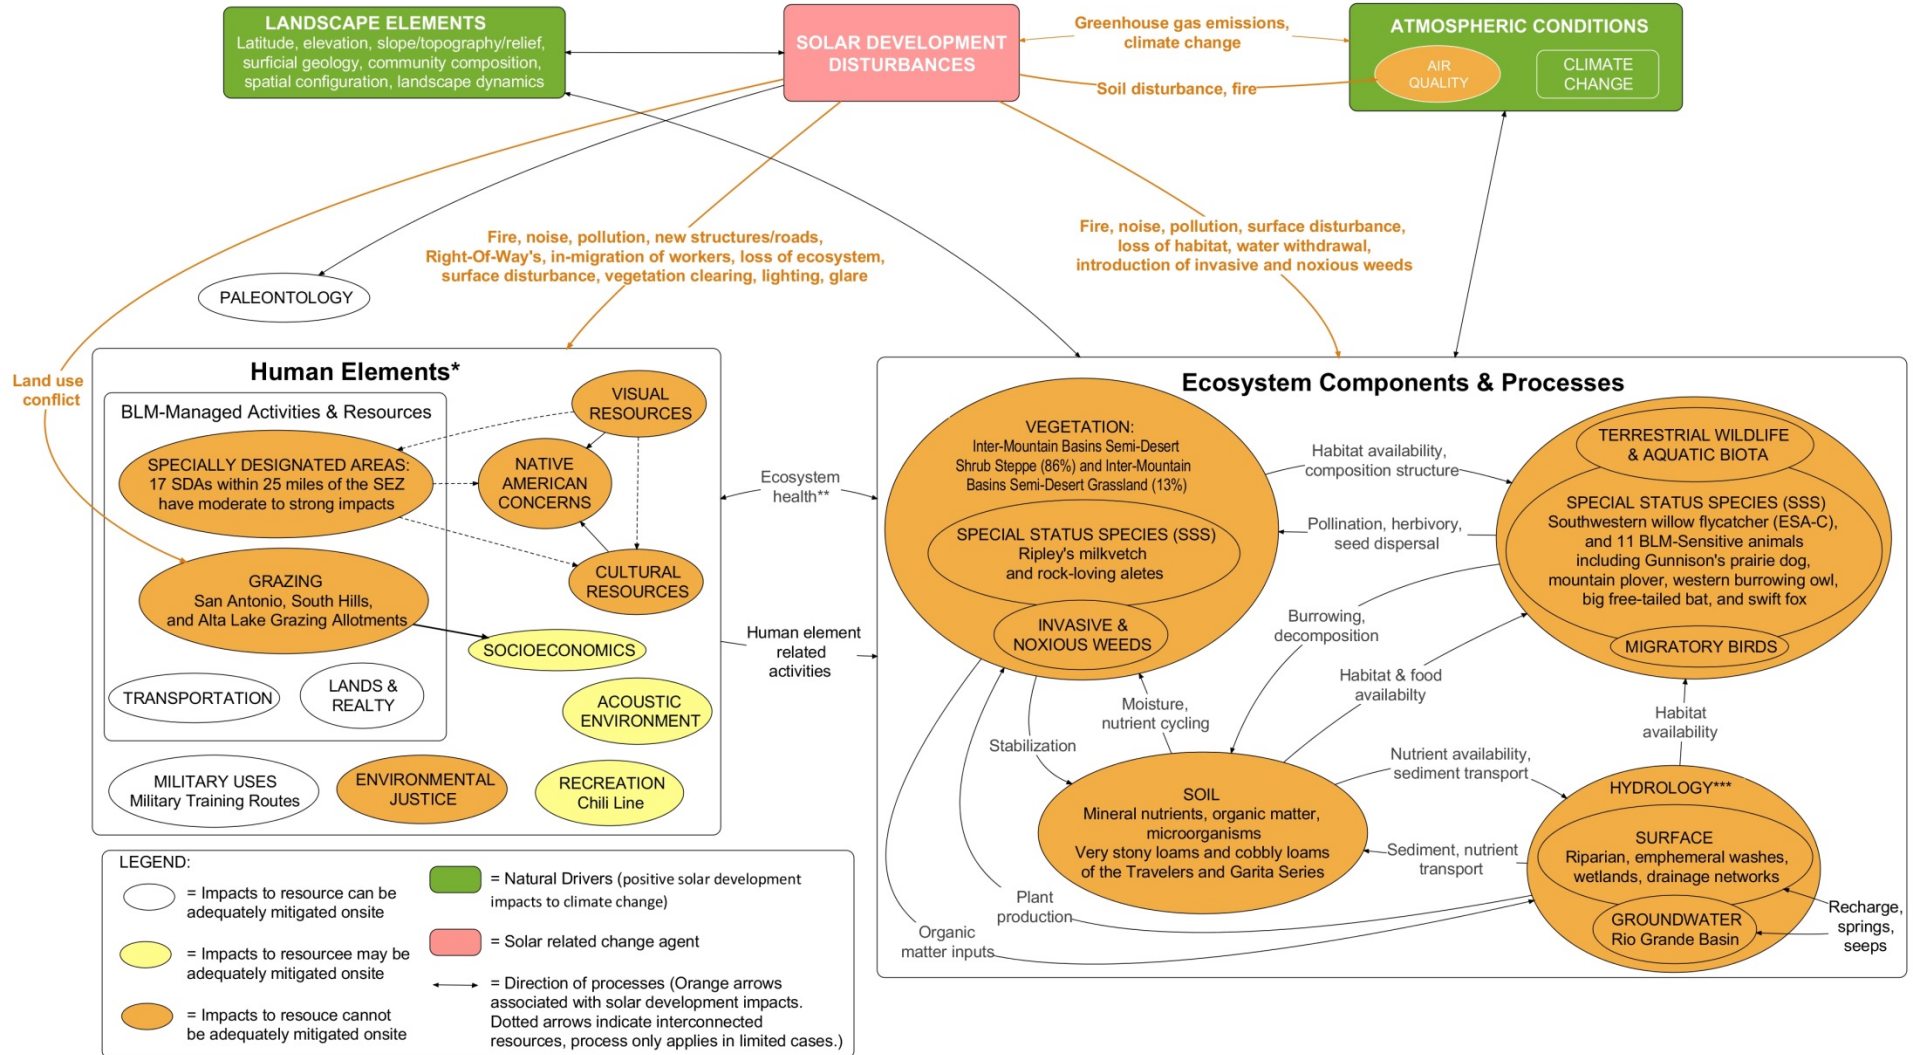 LANDSCAPE ELEMENTS
Latitude, elevation, slope/topography/relief,
surficial geology, community composition,
spatial configuration, landscape dynamics
SOLAR DEVELOPMENT
DISTURBANCES
Greenhouse gas emissions,
climate change
Soil disturbance, fire
ATMOSPHERIC CONDITIONS
AIR
QUALITY
CLIMATE
CHANGE
Fire, noise, pollution, new structures/roads,
Right-Of-Way's, in-migration of workers, loss of ecosystem,
surface disturbance, vegetation clearing, lighting, glare
Fire, noise, pollution, surface disturbance,
loss of habitat, water withdrawal,
introduction of invasive and noxious weeds
PALEONTOLOGY
Land use
conflict
Human Elements*
BLM-Managed Activities & Resources
SPECIALLY DESIGNATED AREAS:
17 SDAs within 25 miles of the SEZ
have moderate to strong impacts
GRAZING
San Antonio, South Hills,
and Alta Lake Grazing Allotments
TRANSPORTATION
LANDS &
REALTY
VISUAL
RESOURCES
NATIVE
AMERICAN
CONCERNS
CULTURAL
RESOURCES
SOCIOECONOMICS
ACOUSTIC
ENVIRONMENT
MILITARY USES
Military Training Routes
ENVIRONMENTAL
JUSTICE
RECREATION
Chili Line
Ecosystem
health**
Human element
related
activities
Ecosystem Components & Processes
VEGETATION:
Inter-Mountain Basins Semi-Desert
Shrub Steppe (86%) and Inter-Mountain
Basins Semi-Desert Grassland (13%)
SPECIAL STATUS SPECIES (SSS)
Ripley's milkvetch
and rock-loving aletes
INVASIVE &
NOXIOUS WEEDS
Habitat availability,
composition structure
Pollination, herbivory,
seed dispersal
TERRESTRIAL WILDLIFE
& AQUATIC BIOTA
SPECIAL STATUS SPECIES (SSS)
Southwestern willow flycatcher (ESA-C),
and 11 BLM-Sensitive animals
including Gunnison's prairie dog,
mountain plover, western burrowing owl,
big free-tailed bat, and swift fox
MIGRATORY BIRDS
Burrowing,
decomposition
Habitat & food
availabilty
Moisture,
nutrient cycling
Stabilization
Habitat
availability
Nutrient availability,
sediment transport
SOIL
Mineral nutrients, organic matter,
microorganisms
Very stony loams and cobbly loams
of the Travelers and Garita Series
Sediment, nutrient
transport
HYDROLOGY***
SURFACE
Riparian, emphemeral washes,
wetlands, drainage networks
GROUNDWATER
Rio Grande Basin
Recharge,
springs,
seeps
Plant
production
Organic
matter inputs
LEGEND:
= Impacts to resource can be
adequately mitigated onsite
= Impacts to resourcee may be
adequately mitigated onsite
= Impacts to resouce cannot
be adequately mitigated onsite
= Natural Drivers (positive solar development
impacts to climate change)
= Solar related change agent
= Direction of processes (Orange arrows
associated with solar development impacts.
Dotted arrows indicate interconnected
resources, process only applies in limited cases.)